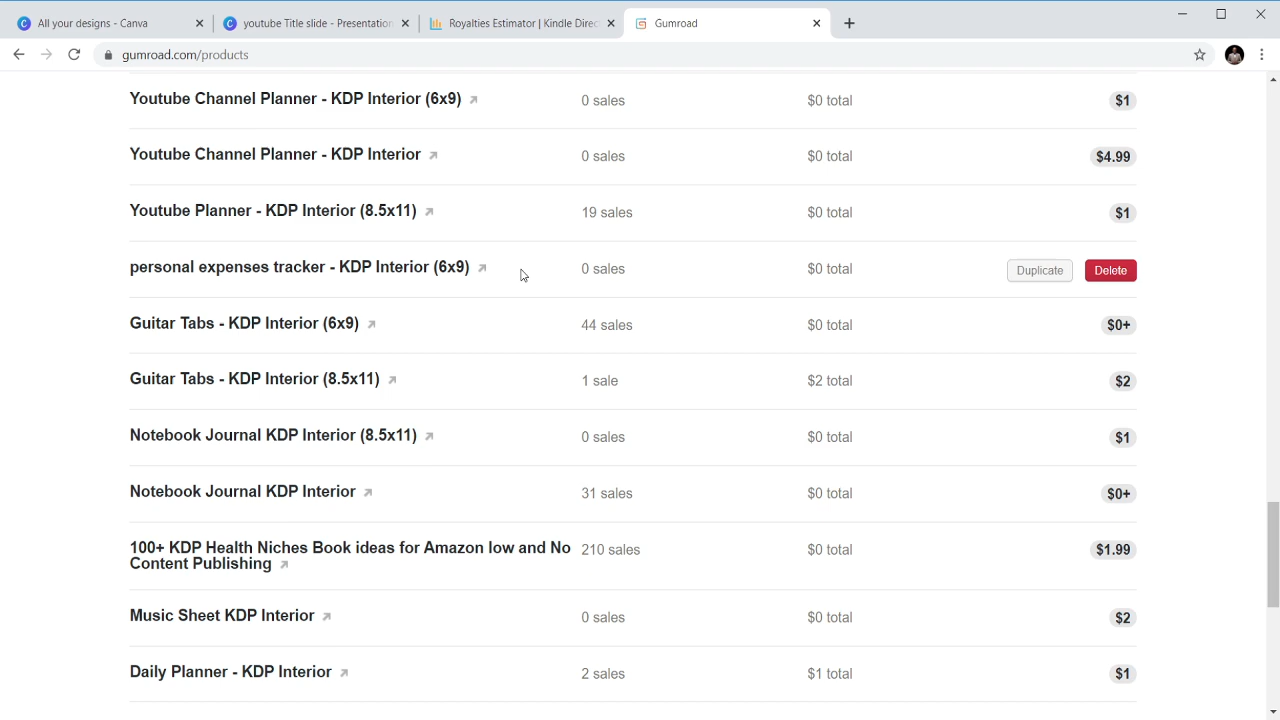 All your designs - Canva
youtube Title slide - Presentation
Royalties Estimator | Kindle Direc
Gumroad
gumroad.com/products
Youtube Channel Planner - KDP Interior (6x9) 0 sales $0 total $1
Youtube Channel Planner - KDP Interior 0 sales $0 total $4.99
Youtube Planner - KDP Interior (8.5x11) 19 sales $0 total $1
personal expenses tracker - KDP Interior (6x9) 0 sales $0 total Duplicate Delete
Guitar Tabs - KDP Interior (6x9) 44 sales $0 total $0+
Guitar Tabs - KDP Interior (8.5x11) 1 sale $2 total $2
Notebook Journal KDP Interior (8.5x11) 0 sales $0 total $1
Notebook Journal KDP Interior 31 sales $0 total $0+
100+ KDP Health Niches Book ideas for Amazon low and No 210 sales $0 total $1.99
Content Publishing
Music Sheet KDP Interior 0 sales $0 total $2
Daily Planner - KDP Interior 2 sales $1 total $1